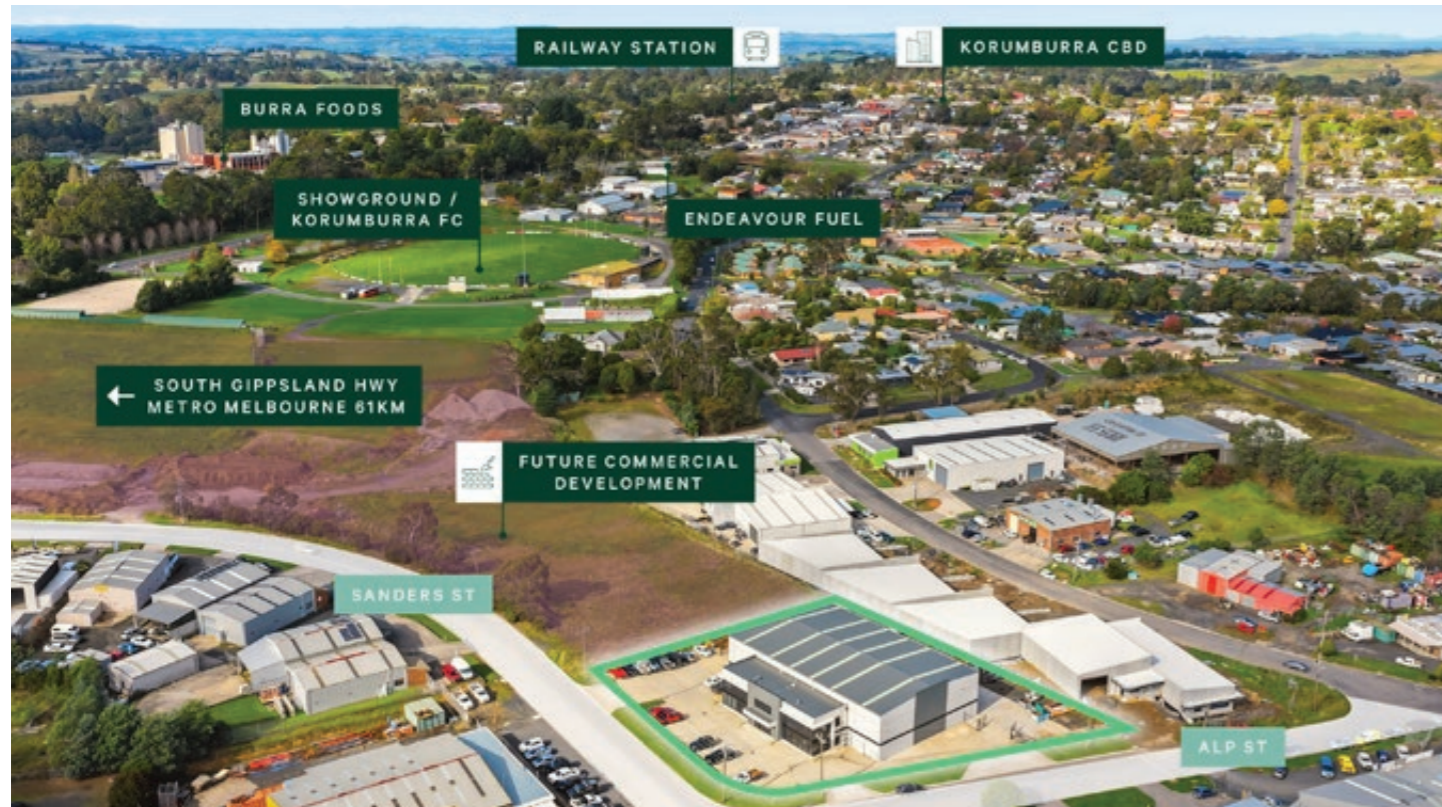 RAILWAY STATION
KORUMBURRA CBD
BURRA FOODS
SHOWGROUND /
KORUMBURRA FC
ENDEAVOUR FUEL
← SOUTH GIPPSLAND HWY
METRO MELBOURNE 61KM
FUTURE COMMERCIAL
DEVELOPMENT
SANDERS ST
ALP ST